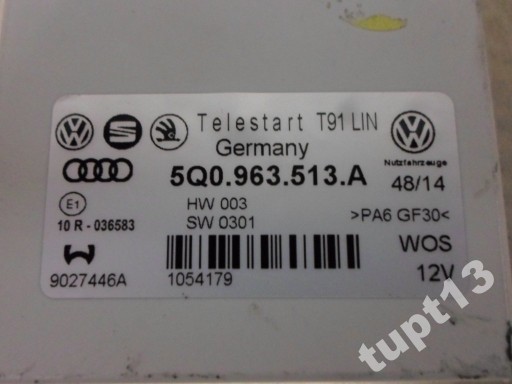 Telestart T91 LIN
Germany
Nutzfahrzeuge
5Q0.963.513.A
48/14
E1
HW 003
10 R - 036583
SW 0301
>PA6 GF30<
WOS
9027446A
1054179
12V
tupt13